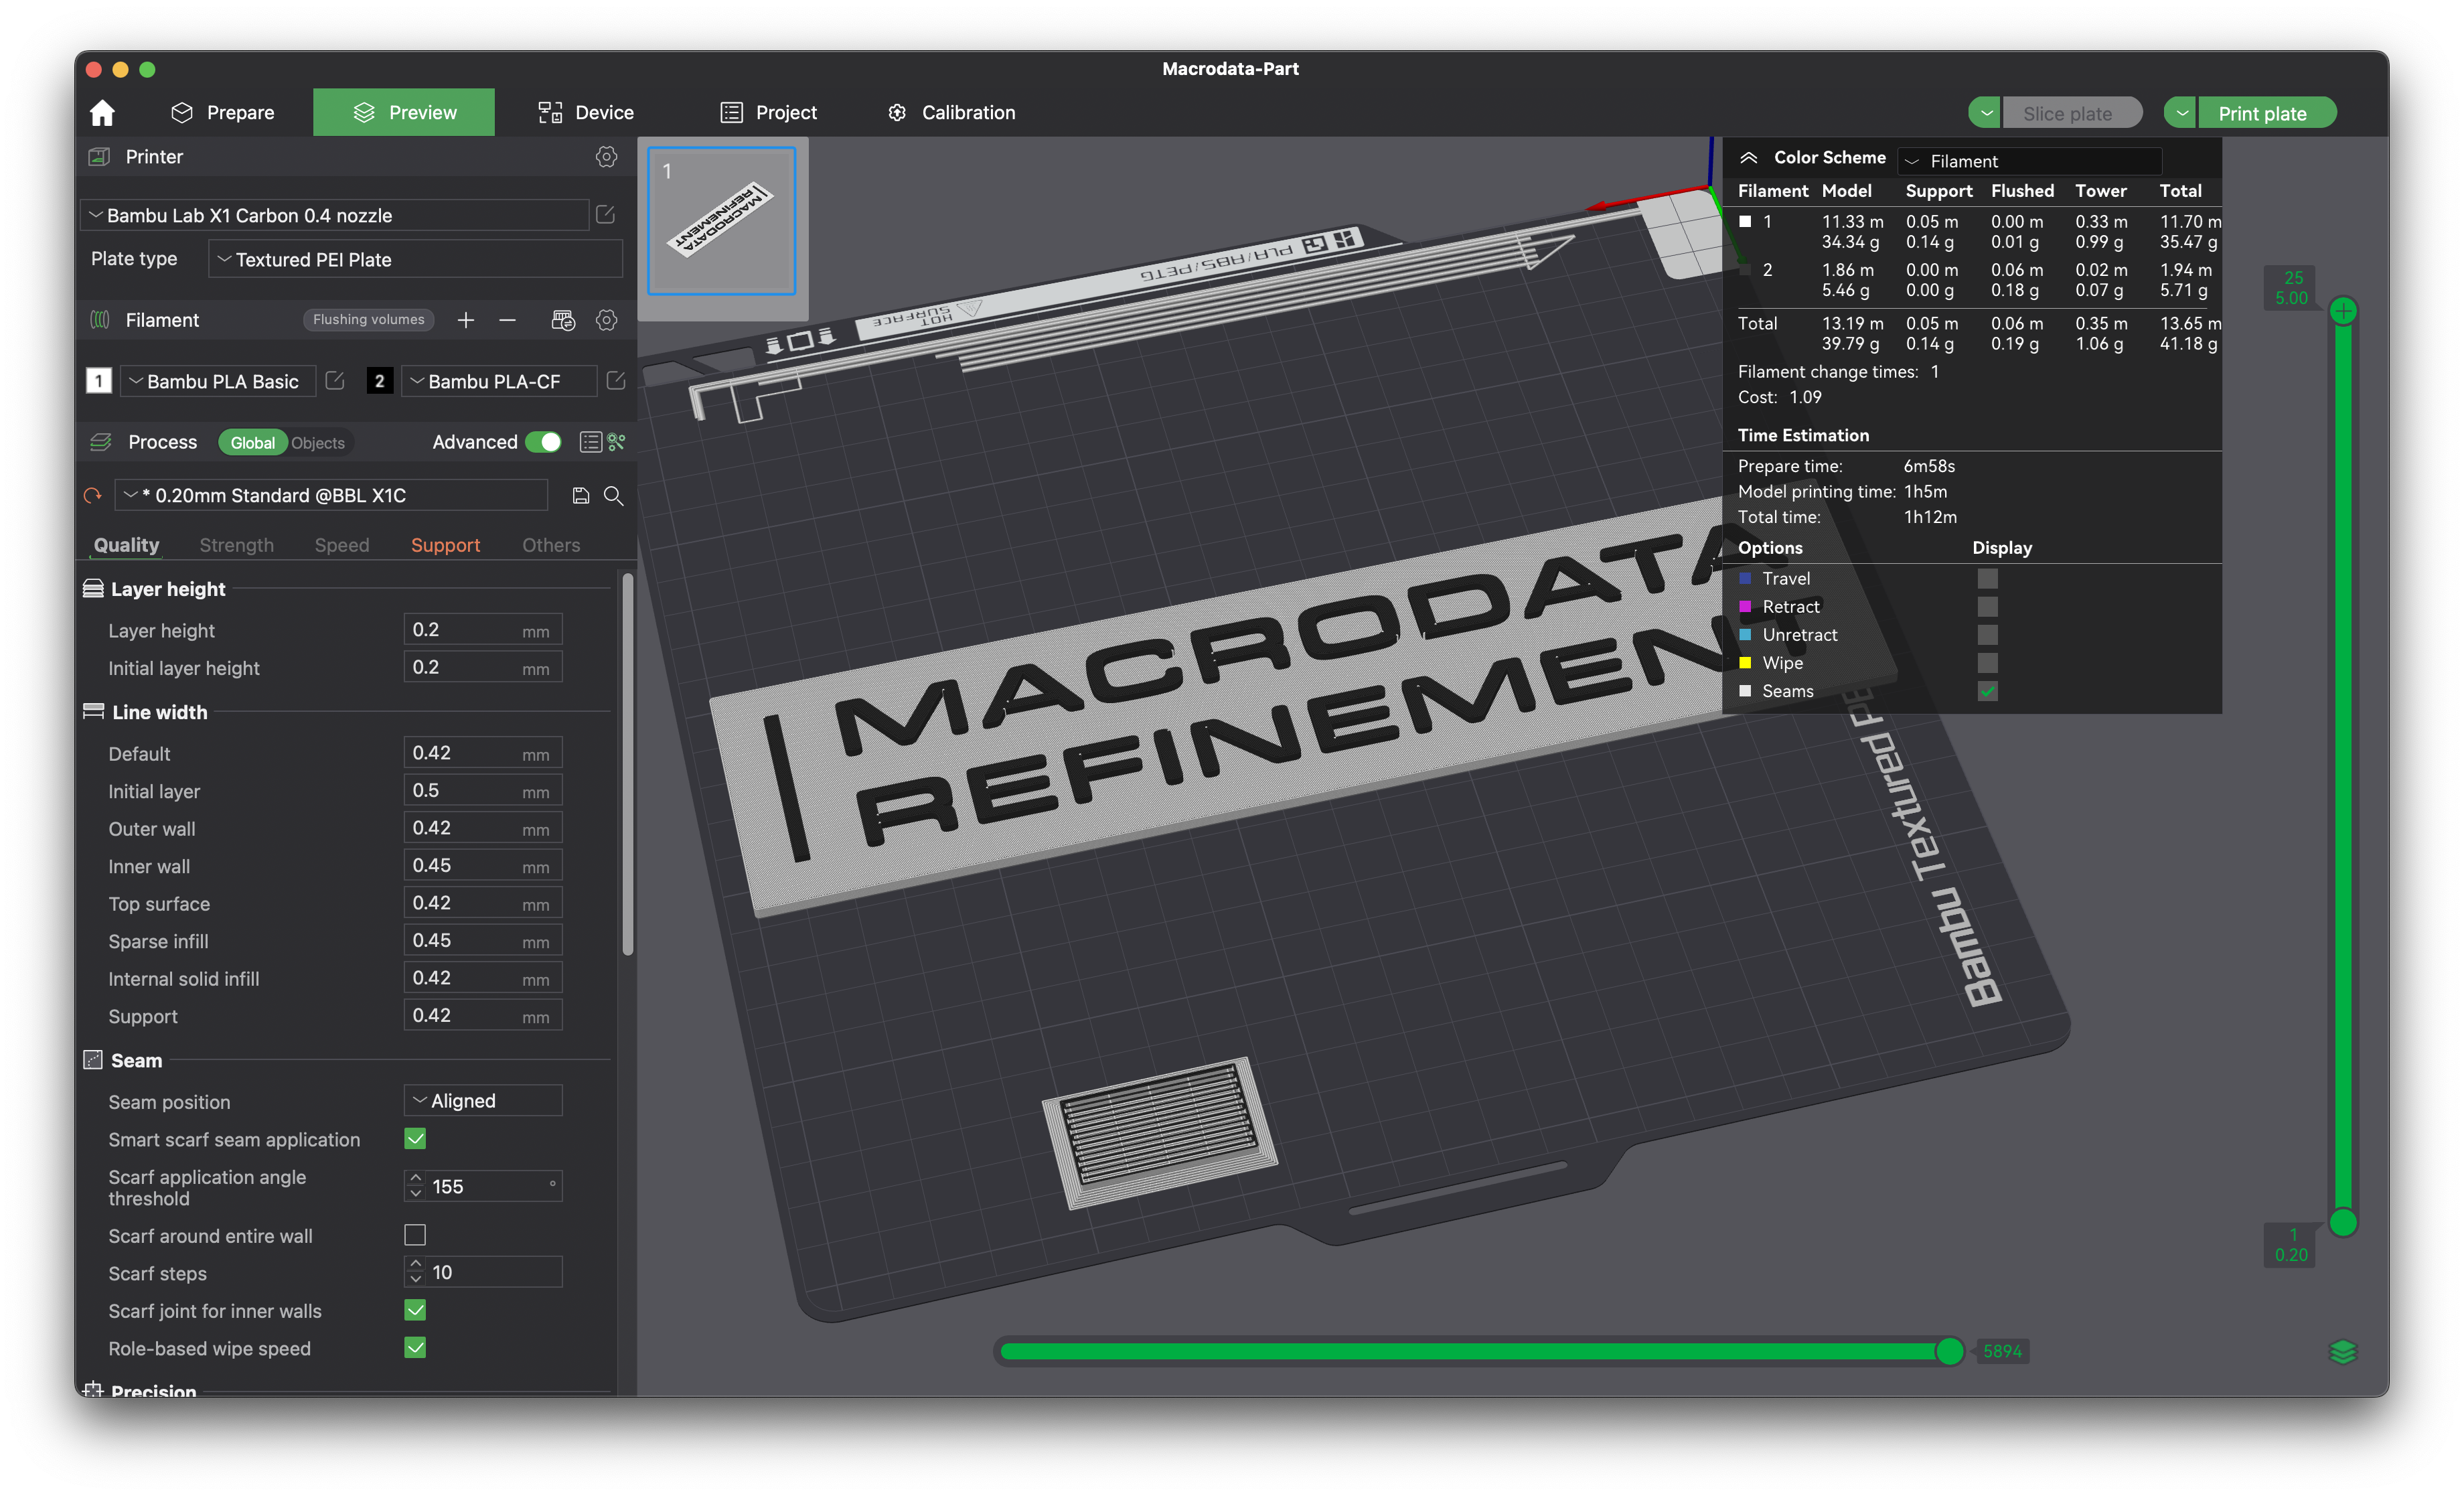 Macrodata-Part
Prepare
Preview
Device
Project
Calibration
Slice plate
Print plate
Printer
Bambu Lab X1 Carbon 0.4 nozzle
Plate type
Textured PEI Plate
Filament
Flushing volumes
1 Bambu PLA Basic
2 Bambu PLA-CF
Process
Global
Objects
Advanced
* 0.20mm Standard @BBL X1C
Quality
Strength
Speed
Support
Others
Layer height
Layer height 0.2 mm
Initial layer height 0.2 mm
Line width
Default 0.42 mm
Initial layer 0.5 mm
Outer wall 0.42 mm
Inner wall 0.45 mm
Top surface 0.42 mm
Sparse infill 0.45 mm
Internal solid infill 0.42 mm
Support 0.42 mm
Seam
Seam position Aligned
Smart scarf seam application
Scarf application angle
threshold
155 °
Scarf around entire wall
Scarf steps 10
Scarf joint for inner walls
Role-based wipe speed
Precision
1
MACRODATA
REFINEMENT
PLA/ABS/PETG
HOT
SURFACE
MACRODATA
REFINEMENT
Bambu Textured PE
Color Scheme
Filament
Filament Model Support Flushed Tower Total
1 11.33 m 0.05 m 0.00 m 0.33 m 11.70 m
34.34 g 0.14 g 0.01 g 0.99 g 35.47 g
2 1.86 m 0.00 m 0.06 m 0.02 m 1.94 m
5.46 g 0.00 g 0.18 g 0.07 g 5.71 g
Total 13.19 m 0.05 m 0.06 m 0.35 m 13.65 m
39.79 g 0.14 g 0.19 g 1.06 g 41.18 g
Filament change times: 1
Cost: 1.09
Time Estimation
Prepare time: 6m58s
Model printing time: 1h5m
Total time: 1h12m
Options Display
Travel
Retract
Unretract
Wipe
Seams
25
5.00
1
0.20
5894